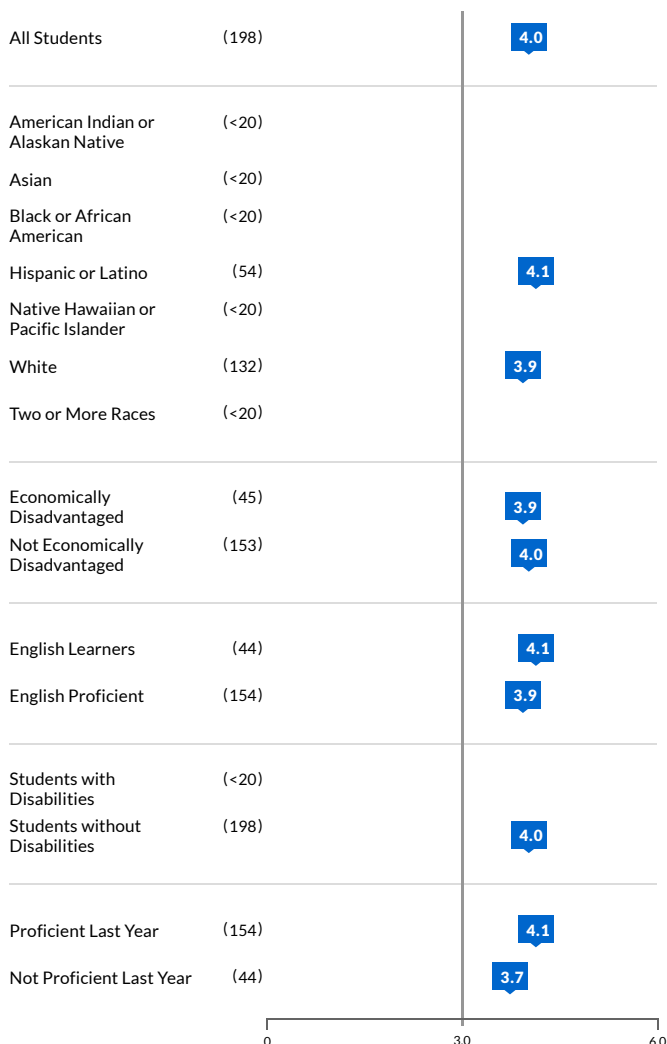 All Students (198) 4.0
American Indian or
Alaskan Native (<20)
Asian (<20)
Black or African
American (<20)
Hispanic or Latino (54) 4.1
Native Hawaiian or
Pacific Islander (<20)
White (132) 3.9
Two or More Races (<20)
Economically
Disadvantaged (45) 3.9
Not Economically
Disadvantaged (153) 4.0
English Learners (44) 4.1
English Proficient (154) 3.9
Students with
Disabilities (<20)
Students without
Disabilities (198) 4.0
Proficient Last Year (154) 4.1
Not Proficient Last Year (44) 3.7
0 3.0 6.0